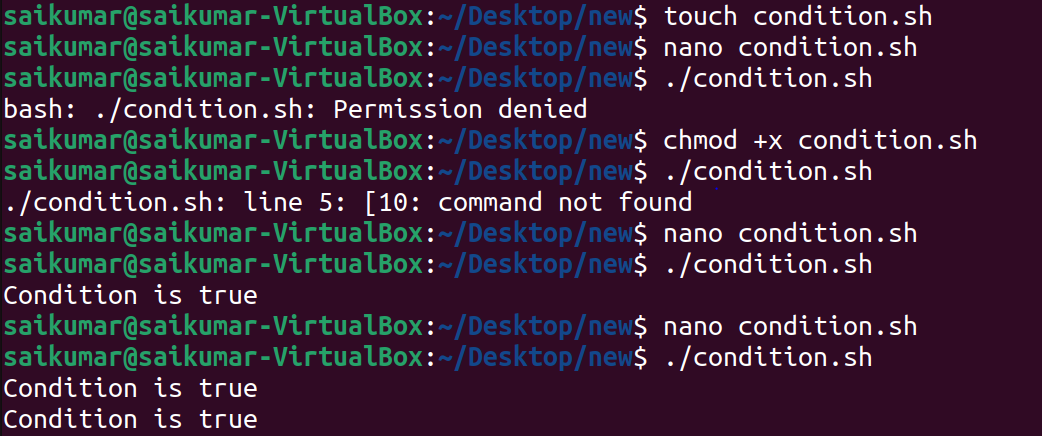 saikumar@saikumar-VirtualBox:~/Desktop/new$ touch condition.sh
saikumar@saikumar-VirtualBox:~/Desktop/new$ nano condition.sh
saikumar@saikumar-VirtualBox:~/Desktop/new$ ./condition.sh
bash: ./condition.sh: Permission denied
saikumar@saikumar-VirtualBox:~/Desktop/new$ chmod +x condition.sh
saikumar@saikumar-VirtualBox:~/Desktop/new$ ./condition.sh
./condition.sh: line 5: [10: command not found
saikumar@saikumar-VirtualBox:~/Desktop/new$ nano condition.sh
saikumar@saikumar-VirtualBox:~/Desktop/new$ ./condition.sh
Condition is true
saikumar@saikumar-VirtualBox:~/Desktop/new$ nano condition.sh
saikumar@saikumar-VirtualBox:~/Desktop/new$ ./condition.sh
Condition is true
Condition is true